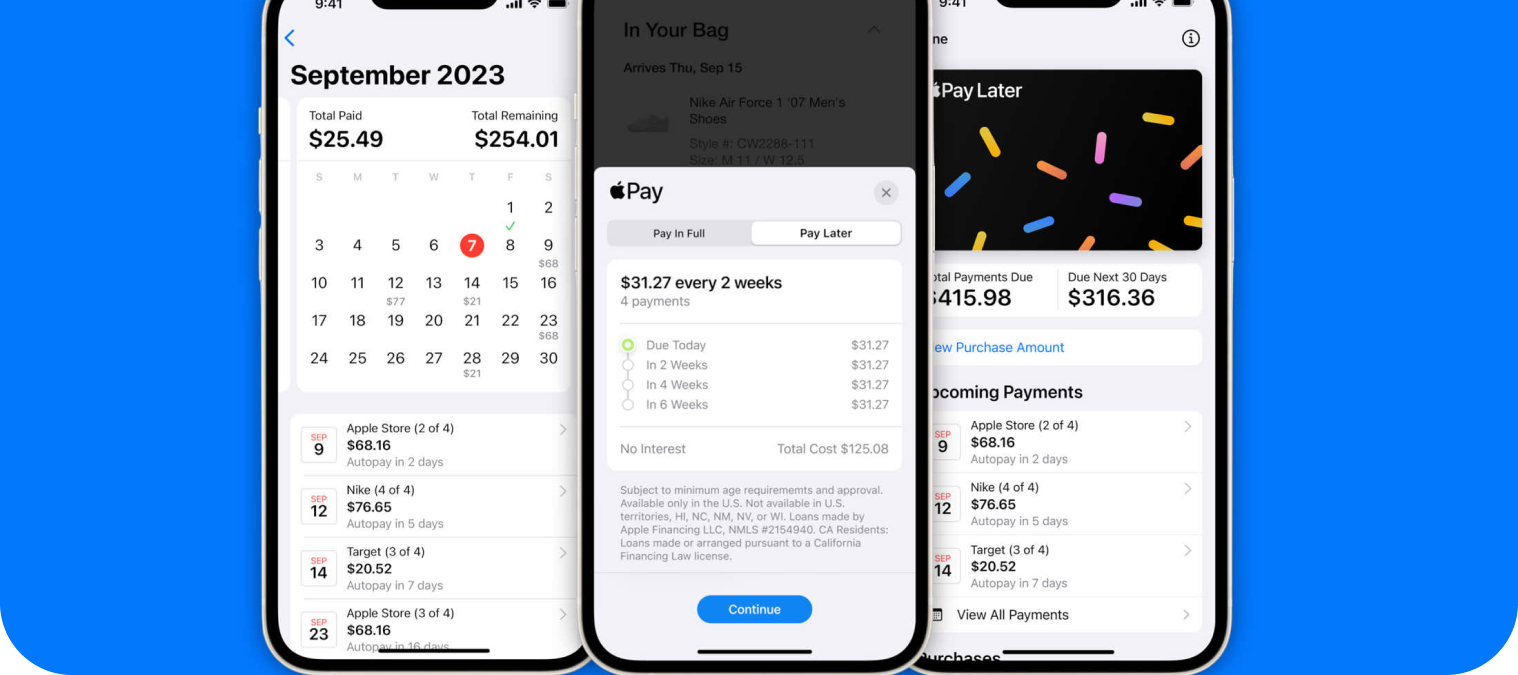 9:41
September 2023
Total Paid
Total Remaining
$25.49
$254.01
S M T W T F S
1 2
3 4 5 6 7 8 9
$68
10 11 12 13 14 15 16
$77 $21
17 18 19 20 21 22 23
$68
24 25 26 27 28 29 30
$21
SEP
9
Apple Store (2 of 4)
$68.16
Autopay in 2 days
SEP
12
Nike (4 of 4)
$76.65
Autopay in 5 days
SEP
14
Target (3 of 4)
$20.52
Autopay in 7 days
SEP
23
Apple Store (3 of 4)
$68.16
Autopay in 16 days
In Your Bag
Arrives Thu, Sep 15
Nike Air Force 1 '07 Men's
Shoes
Style #: CW2288-111
Size: M 11 / W 12.5
Pay
Pay In Full
Pay Later
$31.27 every 2 weeks
4 payments
Due Today $31.27
In 2 Weeks $31.27
In 4 Weeks $31.27
In 6 Weeks $31.27
No Interest Total Cost $125.08
Subject to minimum age requirememts and approval.
Available only in the U.S. Not available in U.S.
territories, HI, NC, NM, NV, or WI. Loans made by
Apple Financing LLC, NMLS #2154940. CA Residents:
Loans made or arranged pursuant to a California
Financing Law license.
Continue
9:41
ne
Pay Later
tal Payments Due
Due Next 30 Days
$415.98
$316.36
ew Purchase Amount
pcoming Payments
SEP
9
Apple Store (2 of 4)
$68.16
Autopay in 2 days
SEP
12
Nike (4 of 4)
$76.65
Autopay in 5 days
SEP
14
Target (3 of 4)
$20.52
Autopay in 7 days
View All Payments
urchases